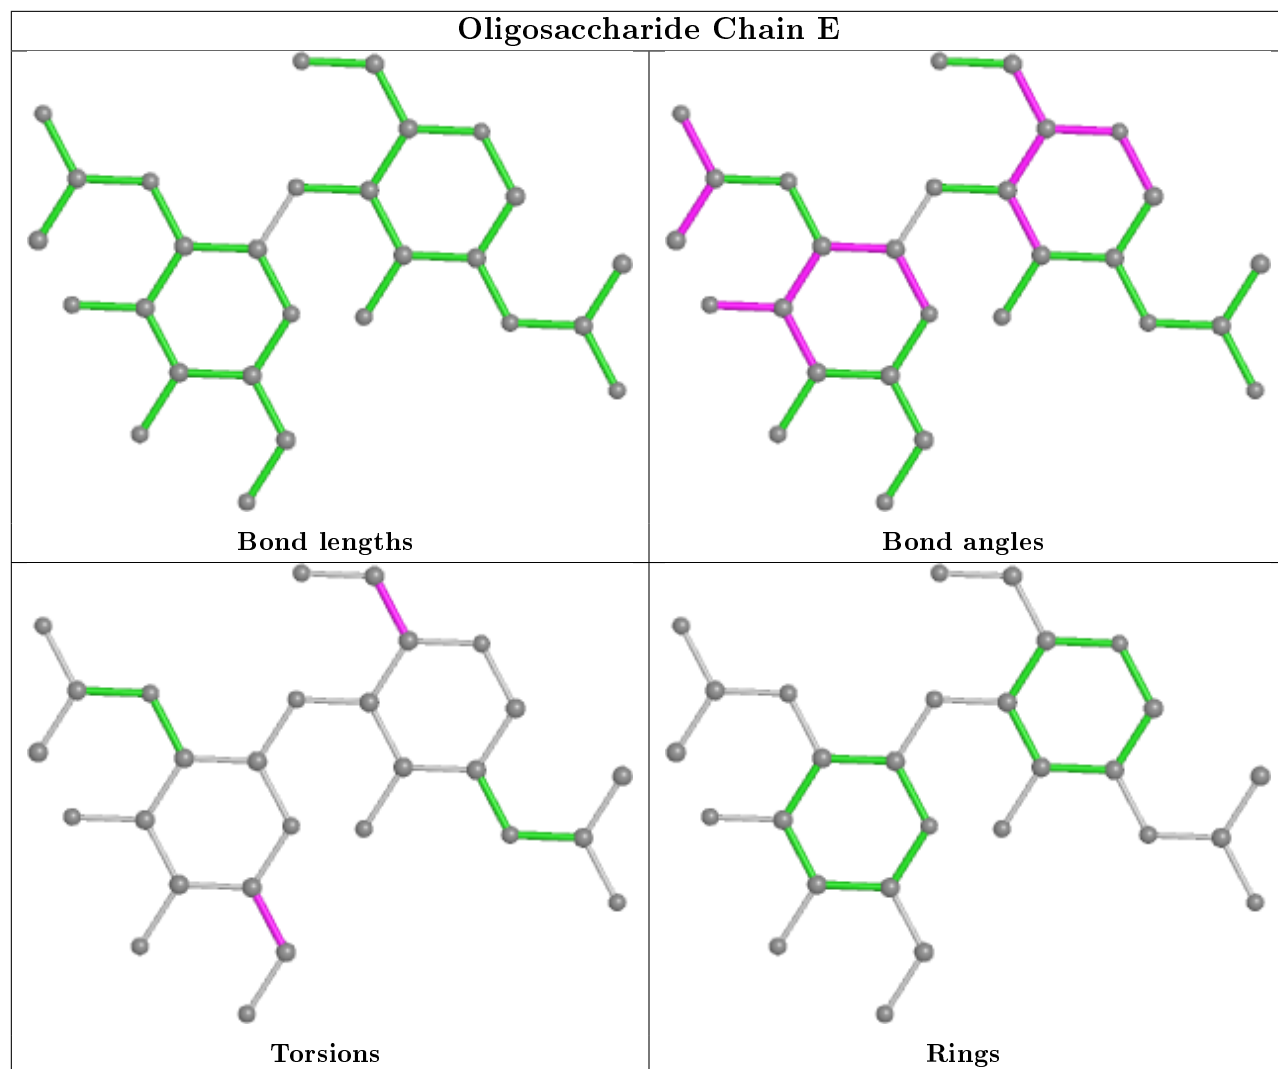 Oligosaccharide Chain E
Bond lengths
Bond angles
Torsions
Rings